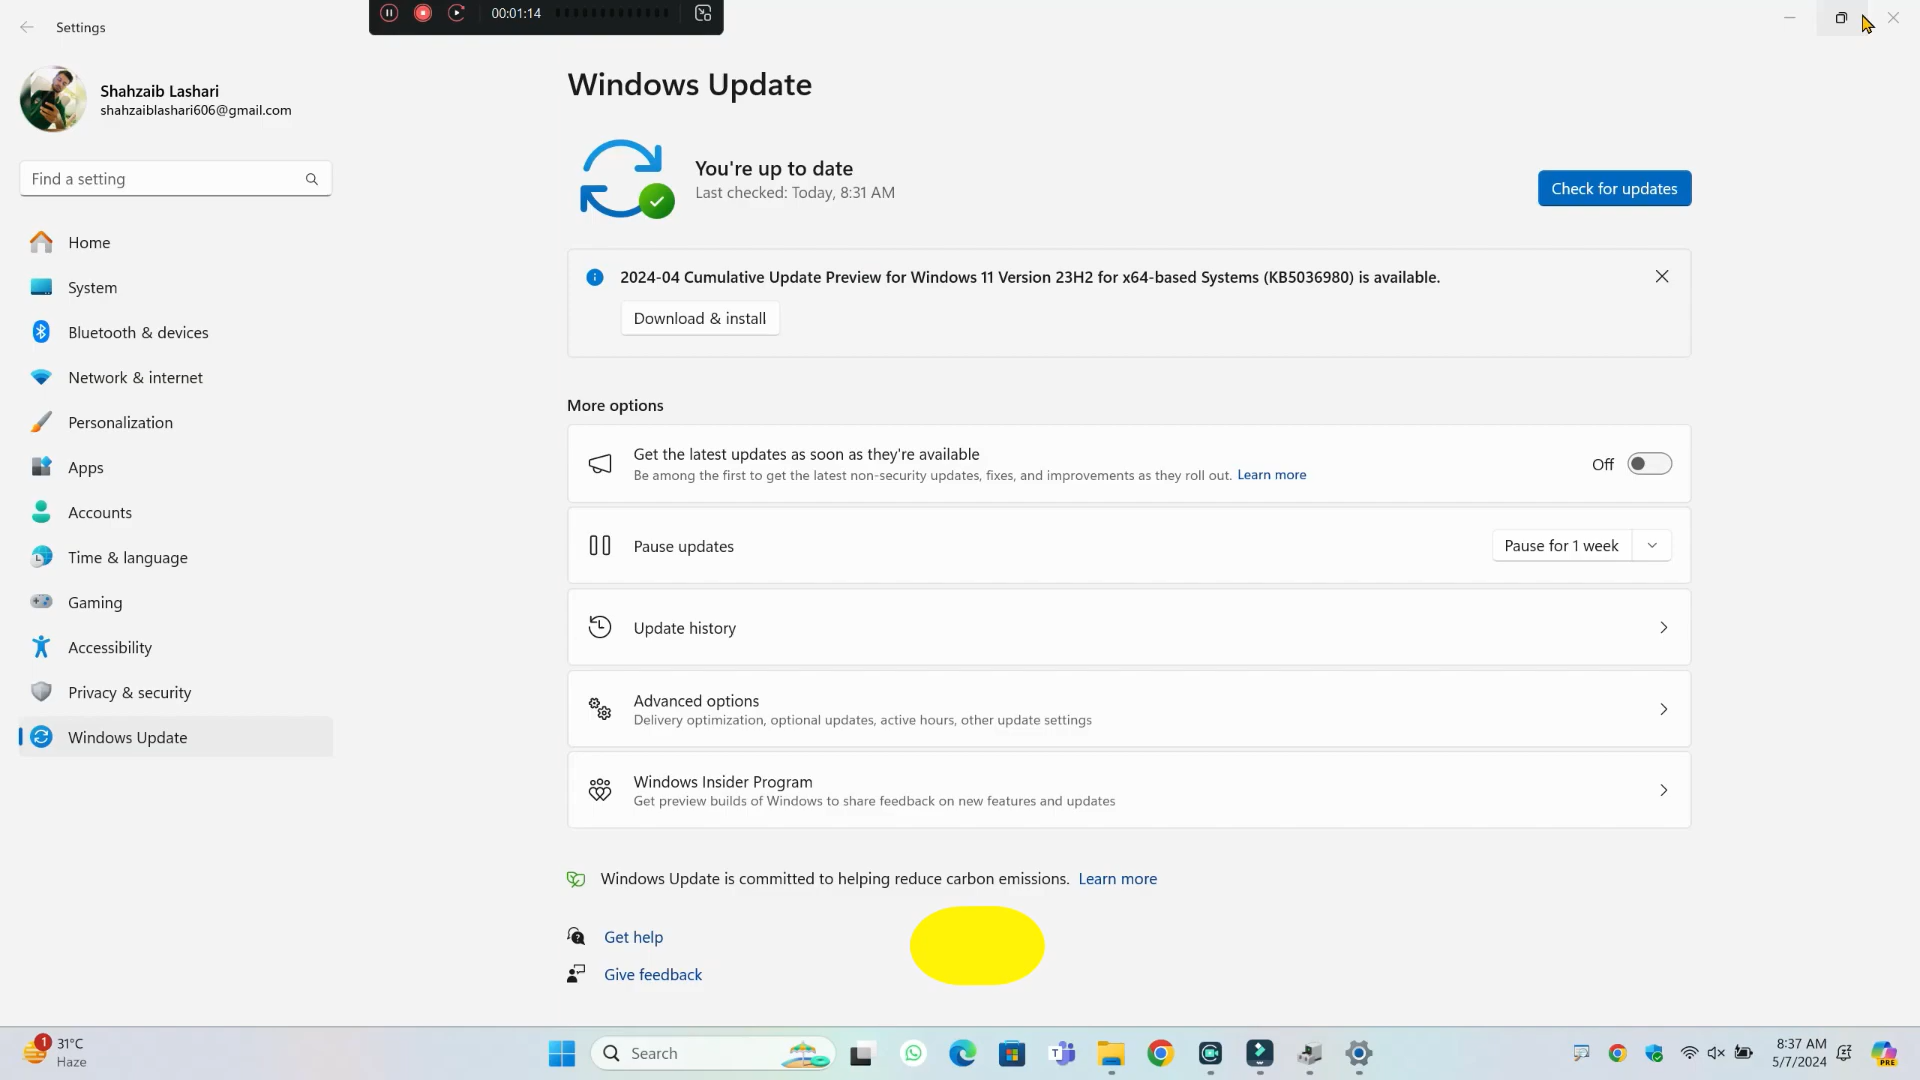 Settings
00:01:14
Shahzaib Lashari
shahzaiblashari606@gmail.com
Find a setting
Home
System
Bluetooth & devices
Network & internet
Personalization
Apps
Accounts
Time & language
Gaming
Accessibility
Privacy & security
Windows Update
Windows Update
You're up to date
Last checked: Today, 8:31 AM
Check for updates
2024-04 Cumulative Update Preview for Windows 11 Version 23H2 for x64-based Systems (KB5036980) is available.
Download & install
More options
Get the latest updates as soon as they're available
Be among the first to get the latest non-security updates, fixes, and improvements as they roll out. Learn more
Off
Pause updates
Pause for 1 week
Update history
Advanced options
Delivery optimization, optional updates, active hours, other update settings
Windows Insider Program
Get preview builds of Windows to share feedback on new features and updates
Windows Update is committed to helping reduce carbon emissions. Learn more
Get help
Give feedback
1
31°C
Haze
Search
8:37 AM
5/7/2024
PRE